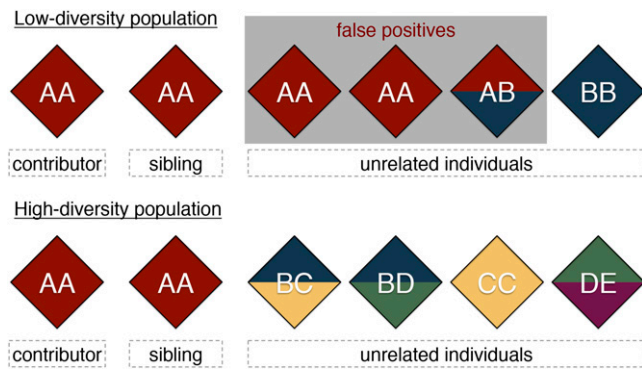 Low-diversity population
false positives
AA AA AA AA AB BB
contributor sibling unrelated individuals
High-diversity population
AA AA BC BD CC DE
contributor sibling unrelated individuals